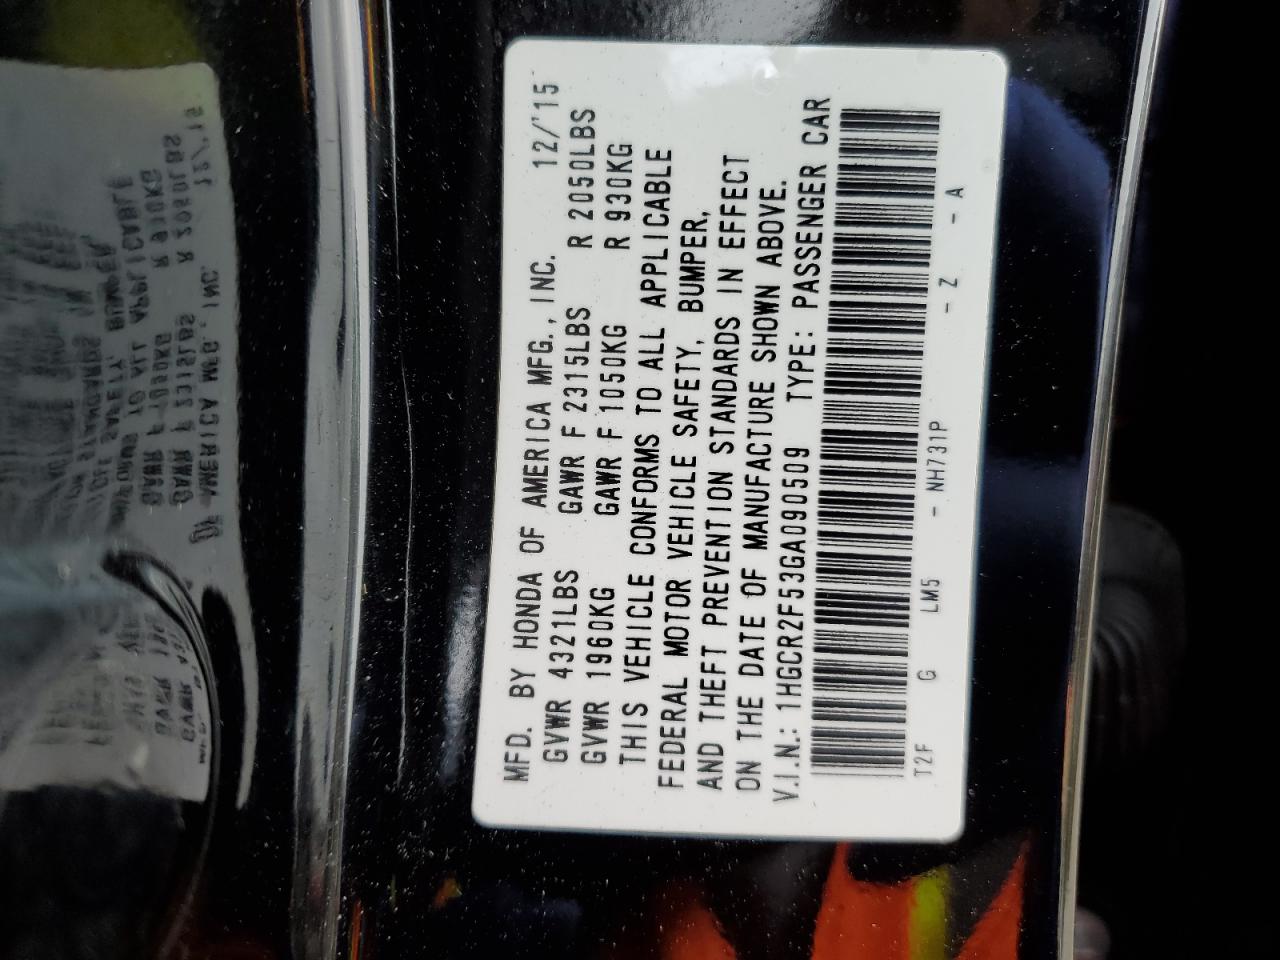 MFD. BY HONDA OF AMERICA MFG., INC. 12/'15
GVWR 4321LBS GAWR F 2315LBS R 2050LBS
GVWR 1960KG GAWR F 1050KG R 930KG
THIS VEHICLE CONFORMS TO ALL APPLICABLE
FEDERAL MOTOR VEHICLE SAFETY, BUMPER,
AND THEFT PREVENTION STANDARDS IN EFFECT
ON THE DATE OF MANUFACTURE SHOWN ABOVE.
V.I.N.: 1HGCR2F53GA090509 TYPE: PASSENGER CAR
T2F G LM5 - NH731P - Z - A